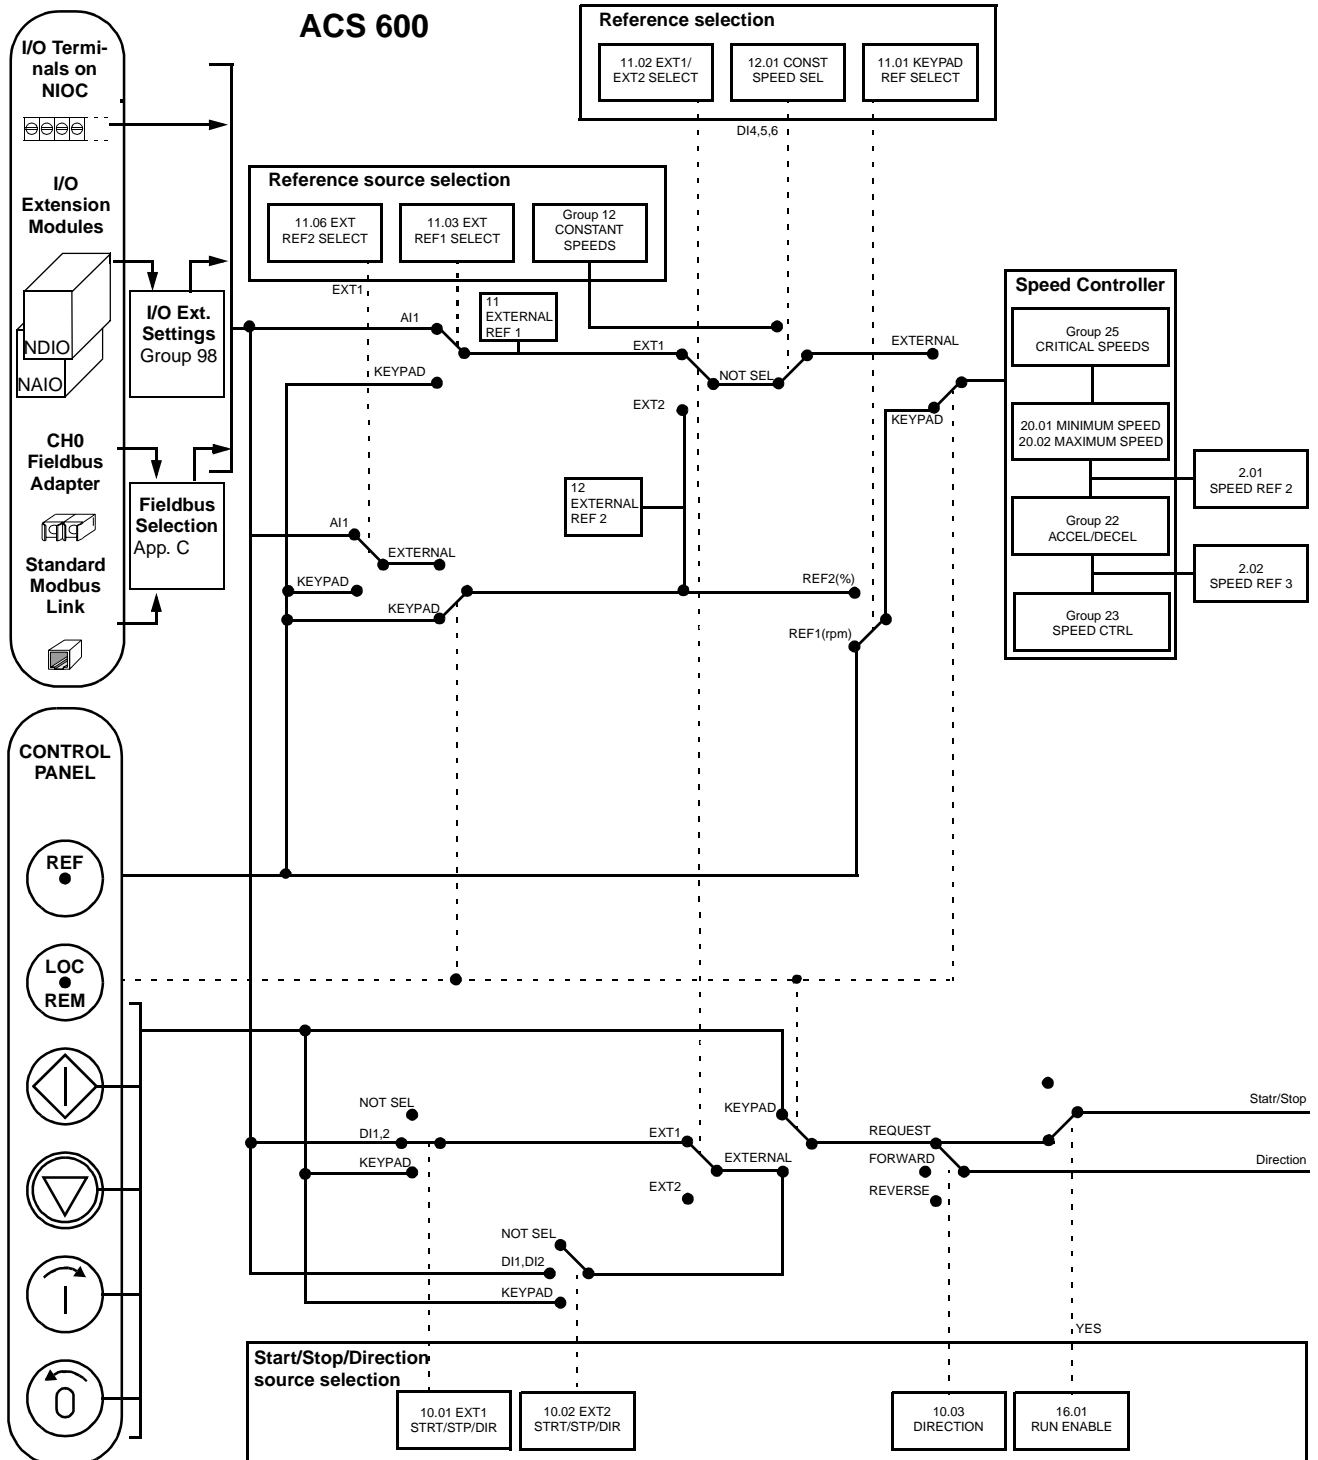 ACS 600
I/O Termi-
nals on
NIOC
I/O
Extension
Modules
NDIO
NAIO
CH0
Fieldbus
Adapter
Standard
Modbus
Link
I/O Ext.
Settings
Group 98
Fieldbus
Selection
App. C
Reference selection
11.02 EXT1/
EXT2 SELECT
12.01 CONST
SPEED SEL
11.01 KEYPAD
REF SELECT
DI4,5,6
Reference source selection
11.06 EXT
REF2 SELECT
11.03 EXT
REF1 SELECT
Group 12
CONSTANT
SPEEDS
EXT1
AI1
11
EXTERNAL
REF 1
KEYPAD
EXT1
NOT SEL
EXT2
EXTERNAL
KEYPAD
12
EXTERNAL
REF 2
AI1
EXTERNAL
KEYPAD
KEYPAD
REF2(%)
REF1(rpm)
Speed Controller
Group 25
CRITICAL SPEEDS
20.01 MINIMUM SPEED
20.02 MAXIMUM SPEED
2.01
SPEED REF 2
Group 22
ACCEL/DECEL
2.02
SPEED REF 3
Group 23
SPEED CTRL
CONTROL
PANEL
REF
LOC
REM
NOT SEL
DI1,2
KEYPAD
EXT1
EXTERNAL
EXT2
KEYPAD
REQUEST
FORWARD
REVERSE
Statr/Stop
Direction
NOT SEL
DI1,DI2
KEYPAD
YES
Start/Stop/Direction
source selection
10.01 EXT1
STRT/STP/DIR
10.02 EXT2
STRT/STP/DIR
10.03
DIRECTION
16.01
RUN ENABLE